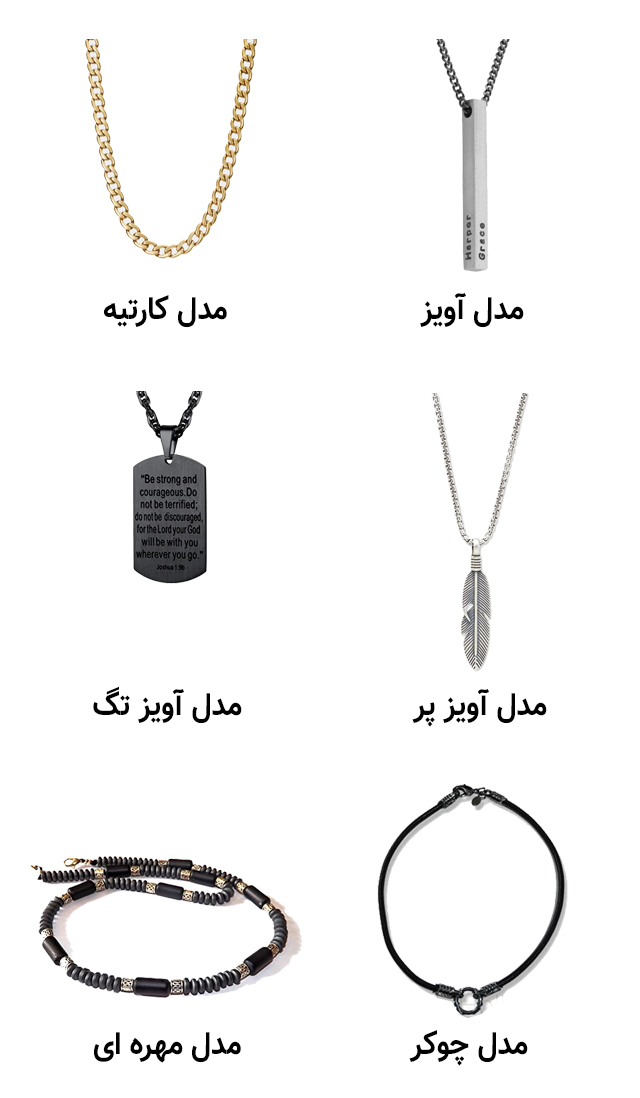 Harper
Grace
مدل آویز
مدل کارتیه
"Be strong and
courageous.Do
not be terrified;
do not be discouraged,
for the Lord your God
will be with you
wherever you go."
Joshua 1:9b
مدل آویز پر
مدل آویز تگ
مدل چوکر
مدل مهره ای